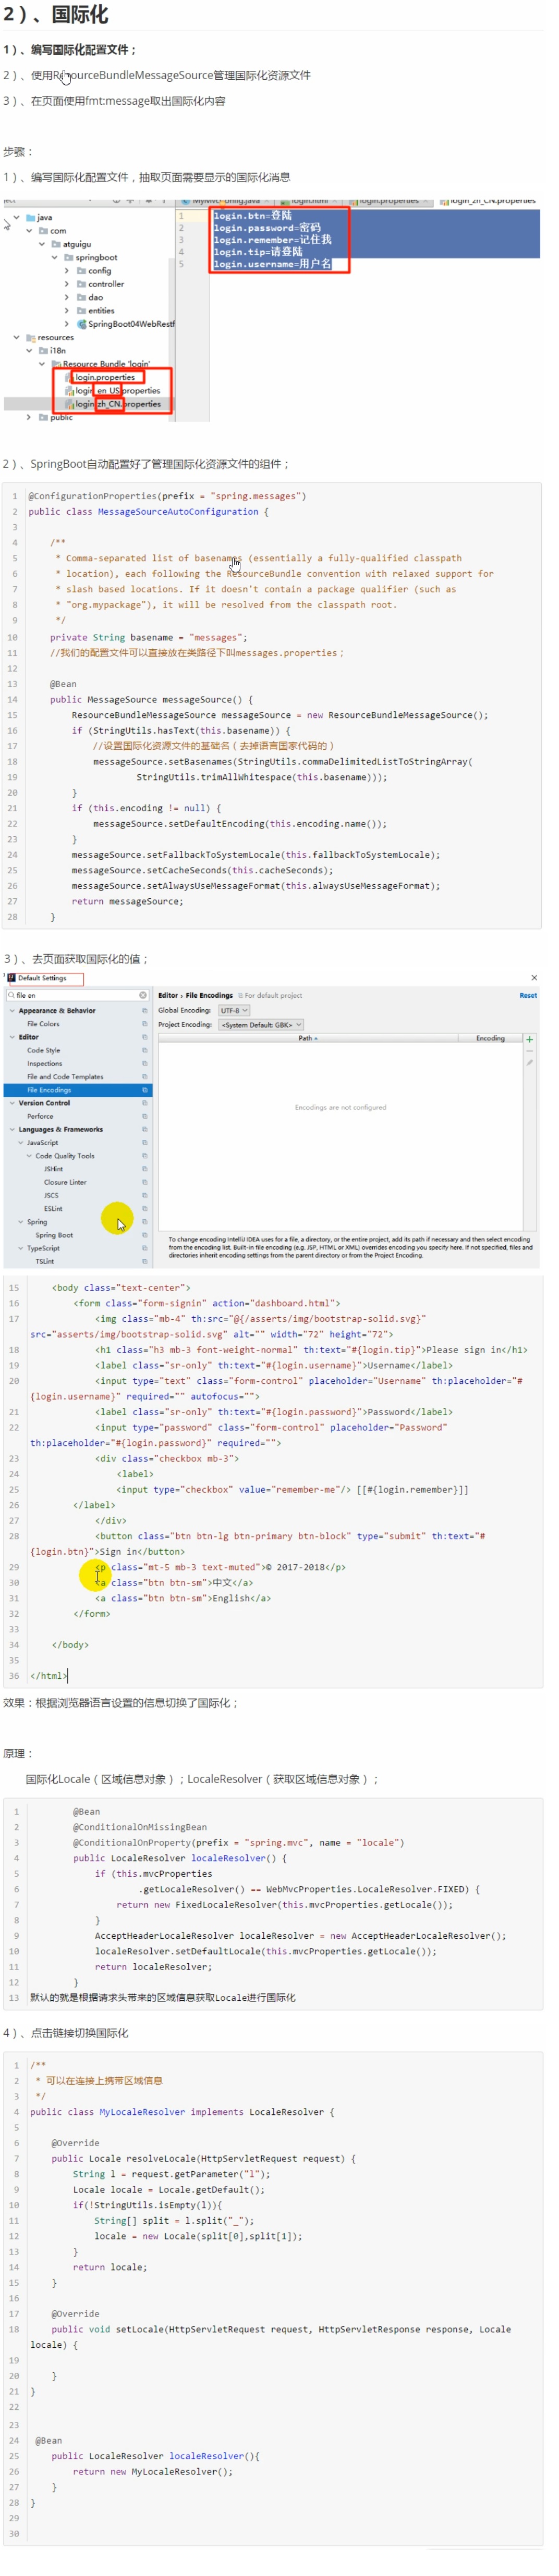 2）、国际化
1）、编写国际化配置文件；
2）、使用ResourceBundleMessageSource管理国际化资源文件
3）、在页面使用fmt:message取出国际化内容
步骤：
1）、编写国际化配置文件，抽取页面需要显示的国际化消息
login_zh_CN.properties
java
com
atguigu
springboot
config
controller
dao
entities
SpringBoot04WebRestf
resources
i18n
Resource Bundle 'login'
login.properties
login_en_US.properties
login_zh_CN.properties
public
1 login.btn=登陆
2 login.password=密码
3 login.remember=记住我
4 login.tip=请登陆
5 login.username=用户名
2）、SpringBoot自动配置好了管理国际化资源文件的组件；
1 @ConfigurationProperties(prefix = "spring.messages")
2 public class MessageSourceAutoConfiguration {
3
4 /**
5 * Comma-separated list of basenames (essentially a fully-qualified classpath
6 * location), each following the ResourceBundle convention with relaxed support for
7 * slash based locations. If it doesn't contain a package qualifier (such as
8 * "org.mypackage"), it will be resolved from the classpath root.
9 */
10 private String basename = "messages";
11 //我们的配置文件可以直接放在类路径下叫messages.properties；
12
13 @Bean
14 public MessageSource messageSource() {
15 ResourceBundleMessageSource messageSource = new ResourceBundleMessageSource();
16 if (StringUtils.hasText(this.basename)) {
17 //设置国际化资源文件的基础名（去掉语言国家代码的）
18 messageSource.setBasenames(StringUtils.commaDelimitedListToStringArray(
19 StringUtils.trimAllWhitespace(this.basename)));
20 }
21 if (this.encoding != null) {
22 messageSource.setDefaultEncoding(this.encoding.name());
23 }
24 messageSource.setFallbackToSystemLocale(this.fallbackToSystemLocale);
25 messageSource.setCacheSeconds(this.cacheSeconds);
26 messageSource.setAlwaysUseMessageFormat(this.alwaysUseMessageFormat);
27 return messageSource;
28 }
3）、去页面获取国际化的值；
Default Settings
file en
Appearance & Behavior
File Colors
Editor
Code Style
Inspections
File and Code Templates
File Encodings
Version Control
Perforce
Languages & Frameworks
JavaScript
Code Quality Tools
JSHint
Closure Linter
JSCS
ESLint
Spring
Spring Boot
TypeScript
TSLint
Editor › File Encodings For default project Reset
Global Encoding: UTF-8
Project Encoding: <System Default: GBK>
Path Encoding
Encodings are not configured
To change encoding IntelliJ IDEA uses for a file, a directory, or the entire project, add its path if necessary and then select encoding
from the encoding list. Built-in file encoding (e.g. JSP, HTML or XML) overrides encoding you specify here. If not specified, files and
directories inherit encoding settings from the parent directory or from the Project Encoding.
15 <body class="text-center">
16 <form class="form-signin" action="dashboard.html">
17 <img class="mb-4" th:src="@{/asserts/img/bootstrap-solid.svg}"
src="asserts/img/bootstrap-solid.svg" alt="" width="72" height="72">
18 <h1 class="h3 mb-3 font-weight-normal" th:text="#{login.tip}">Please sign in</h1>
19 <label class="sr-only" th:text="#{login.username}">Username</label>
20 <input type="text" class="form-control" placeholder="Username" th:placeholder="#
{login.username}" required="" autofocus="">
21 <label class="sr-only" th:text="#{login.password}">Password</label>
22 <input type="password" class="form-control" placeholder="Password"
th:placeholder="#{login.password}" required="">
23 <div class="checkbox mb-3">
24 <label>
25 <input type="checkbox" value="remember-me"/> [[#{login.remember}]]
26 </label>
27 </div>
28 <button class="btn btn-lg btn-primary btn-block" type="submit" th:text="#
{login.btn}">Sign in</button>
29 <p class="mt-5 mb-3 text-muted">© 2017-2018</p>
30 <a class="btn btn-sm">中文</a>
31 <a class="btn btn-sm">English</a>
32 </form>
33
34 </body>
35
36 </html>
效果：根据浏览器语言设置的信息切换了国际化；
原理：
国际化Locale（区域信息对象）；LocaleResolver（获取区域信息对象）；
1 @Bean
2 @ConditionalOnMissingBean
3 @ConditionalOnProperty(prefix = "spring.mvc", name = "locale")
4 public LocaleResolver localeResolver() {
5 if (this.mvcProperties
6 .getLocaleResolver() == WebMvcProperties.LocaleResolver.FIXED) {
7 return new FixedLocaleResolver(this.mvcProperties.getLocale());
8 }
9 AcceptHeaderLocaleResolver localeResolver = new AcceptHeaderLocaleResolver();
10 localeResolver.setDefaultLocale(this.mvcProperties.getLocale());
11 return localeResolver;
12 }
13 默认的就是根据请求头带来的区域信息获取Locale进行国际化
4）、点击链接切换国际化
1 /**
2 * 可以在连接上携带区域信息
3 */
4 public class MyLocaleResolver implements LocaleResolver {
5
6 @Override
7 public Locale resolveLocale(HttpServletRequest request) {
8 String l = request.getParameter("l");
9 Locale locale = Locale.getDefault();
10 if(!StringUtils.isEmpty(l)){
11 String[] split = l.split("_");
12 locale = new Locale(split[0],split[1]);
13 }
14 return locale;
15 }
16
17 @Override
18 public void setLocale(HttpServletRequest request, HttpServletResponse response, Locale
locale) {
19
20 }
21 }
22
23
24 @Bean
25 public LocaleResolver localeResolver(){
26 return new MyLocaleResolver();
27 }
28 }
29
30